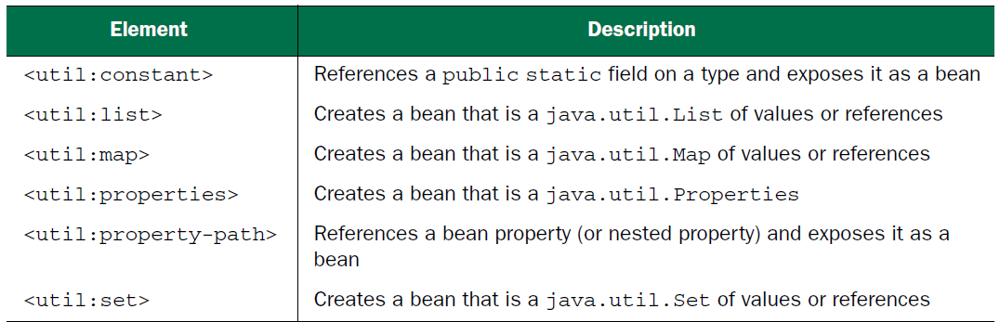 Element Description
<util:constant> References a public static field on a type and exposes it as a bean
<util:list> Creates a bean that is a java.util.List of values or references
<util:map> Creates a bean that is a java.util.Map of values or references
<util:properties> Creates a bean that is a java.util.Properties
<util:property-path> References a bean property (or nested property) and exposes it as a
bean
<util:set> Creates a bean that is a java.util.Set of values or references